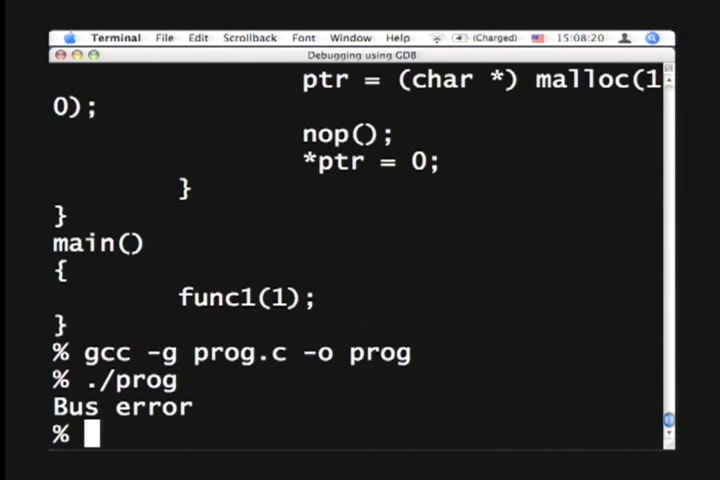 Terminal File Edit Scrollback Font Window Help (Charged) 15:08:20
Debugging using GDB
ptr = (char *) malloc(1
0);
nop();
*ptr = 0;
}
}
main()
{
func1(1);
}
% gcc -g prog.c -o prog
% ./prog
Bus error
%